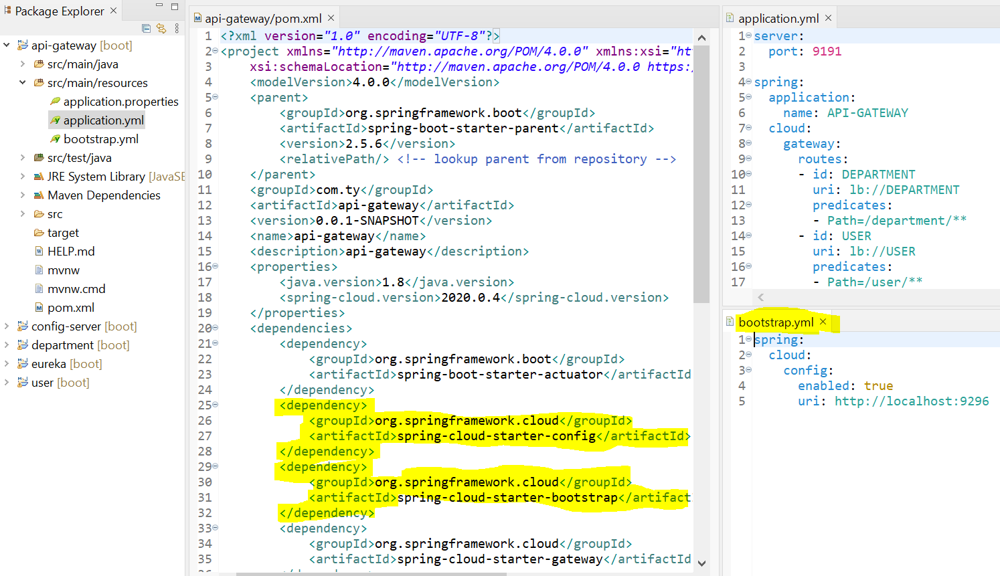 Package Explorer
api-gateway [boot]
src/main/java
src/main/resources
application.properties
application.yml
bootstrap.yml
src/test/java
JRE System Library [JavaSE
Maven Dependencies
src
target
HELP.md
mvnw
mvnw.cmd
pom.xml
config-server [boot]
department [boot]
eureka [boot]
user [boot]
api-gateway/pom.xml
1 <?xml version="1.0" encoding="UTF-8"?>
2 <project xmlns="http://maven.apache.org/POM/4.0.0" xmlns:xsi="ht
3 xsi:schemaLocation="http://maven.apache.org/POM/4.0.0 https:/
4 <modelVersion>4.0.0</modelVersion>
5 <parent>
6 <groupId>org.springframework.boot</groupId>
7 <artifactId>spring-boot-starter-parent</artifactId>
8 <version>2.5.6</version>
9 <relativePath/> <!-- lookup parent from repository -->
10 </parent>
11 <groupId>com.ty</groupId>
12 <artifactId>api-gateway</artifactId>
13 <version>0.0.1-SNAPSHOT</version>
14 <name>api-gateway</name>
15 <description>api-gateway</description>
16 <properties>
17 <java.version>1.8</java.version>
18 <spring-cloud.version>2020.0.4</spring-cloud.version>
19 </properties>
20 <dependencies>
21 <dependency>
22 <groupId>org.springframework.boot</groupId>
23 <artifactId>spring-boot-starter-actuator</artifactId
24 </dependency>
25 <dependency>
26 <groupId>org.springframework.cloud</groupId>
27 <artifactId>spring-cloud-starter-config</artifactId>
28 </dependency>
29 <dependency>
30 <groupId>org.springframework.cloud</groupId>
31 <artifactId>spring-cloud-starter-bootstrap</artifact
32 </dependency>
33 <dependency>
34 <groupId>org.springframework.cloud</groupId>
35 <artifactId>spring-cloud-starter-gateway</artifactId
application.yml
1 server:
2 port: 9191
3
4 spring:
5 application:
6 name: API-GATEWAY
7 cloud:
8 gateway:
9 routes:
10 - id: DEPARTMENT
11 uri: lb://DEPARTMENT
12 predicates:
13 - Path=/department/**
14 - id: USER
15 uri: lb://USER
16 predicates:
17 - Path=/user/**
bootstrap.yml
1 spring:
2 cloud:
3 config:
4 enabled: true
5 uri: http://localhost:9296